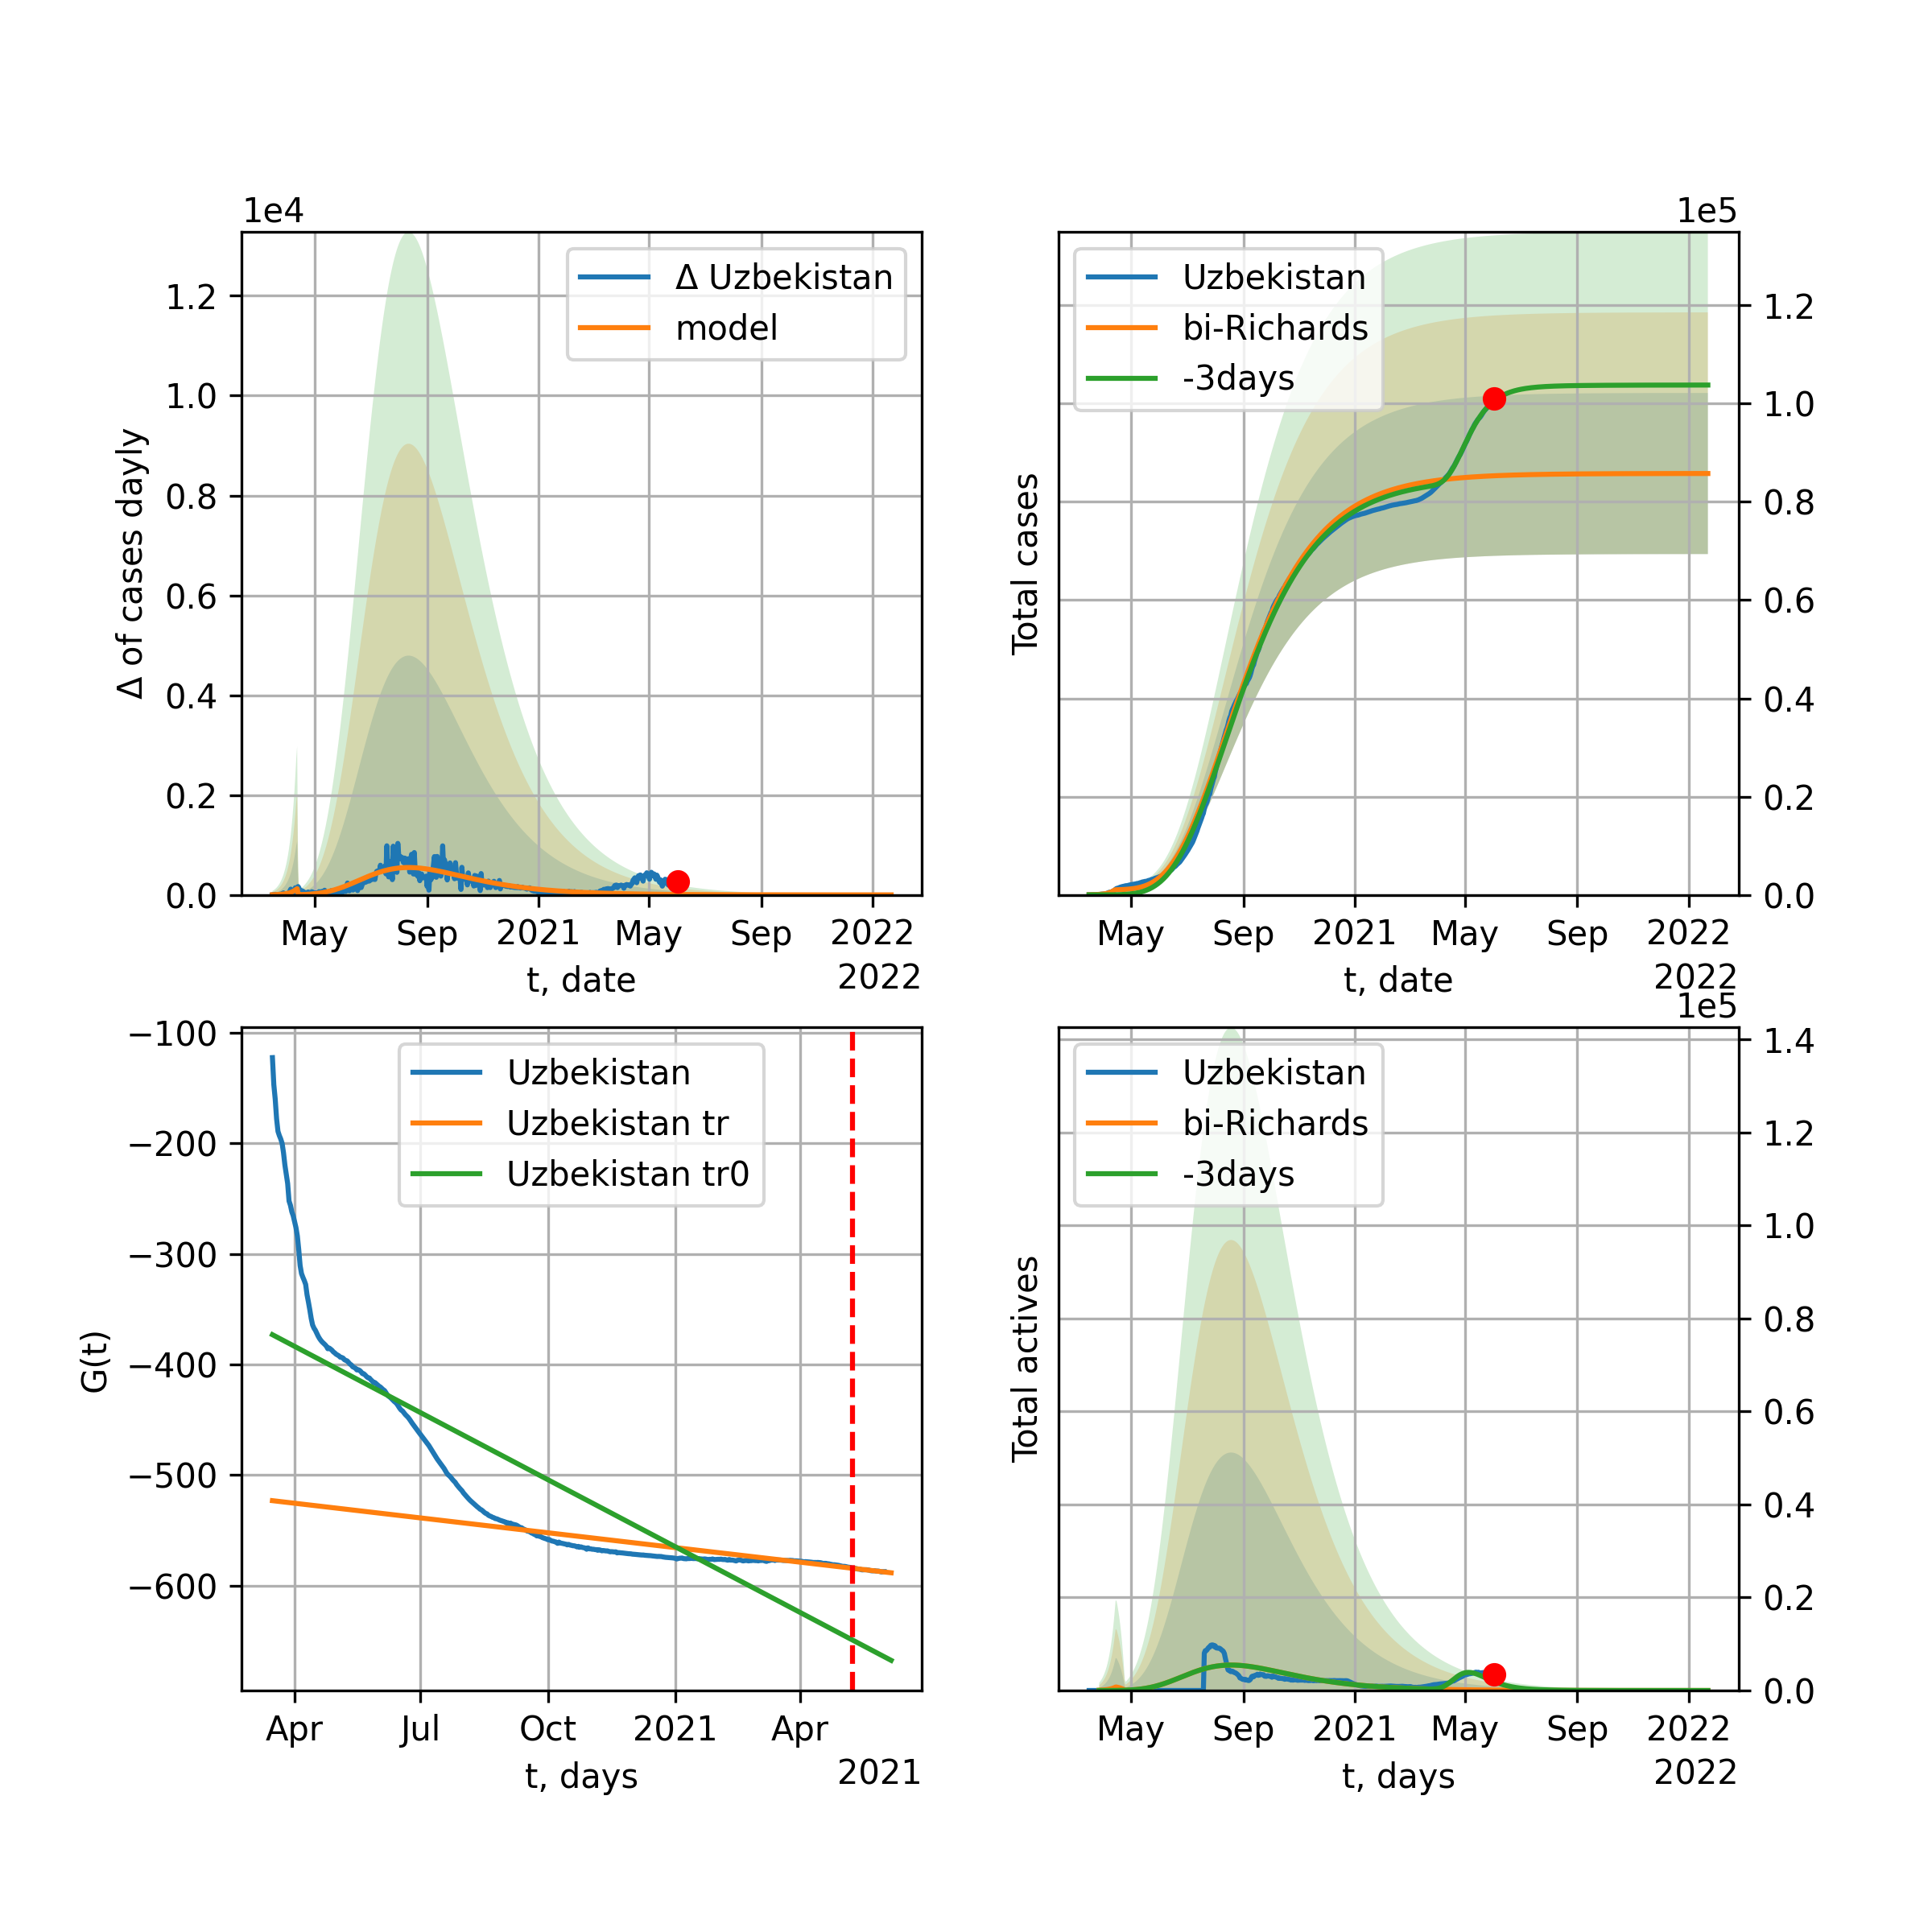 1e4
Δ of cases dayly
1.2
1.0
0.8
0.6
0.4
0.2
0.0
Δ Uzbekistan
model
May Sep 2021 May Sep 2022
t, date
2022
1e5
Total cases
Uzbekistan
bi-Richards
-3days
1.2
1.0
0.8
0.6
0.4
0.2
0.0
May Sep 2021 May Sep 2022
t, date
2022
G(t)
−100
−200
−300
−400
−500
−600
Uzbekistan
Uzbekistan tr
Uzbekistan tr0
Apr Jul Oct 2021 Apr
t, days
2021
1e5
Total actives
Uzbekistan
bi-Richards
-3days
1.4
1.2
1.0
0.8
0.6
0.4
0.2
0.0
May Sep 2021 May Sep 2022
t, days
2022